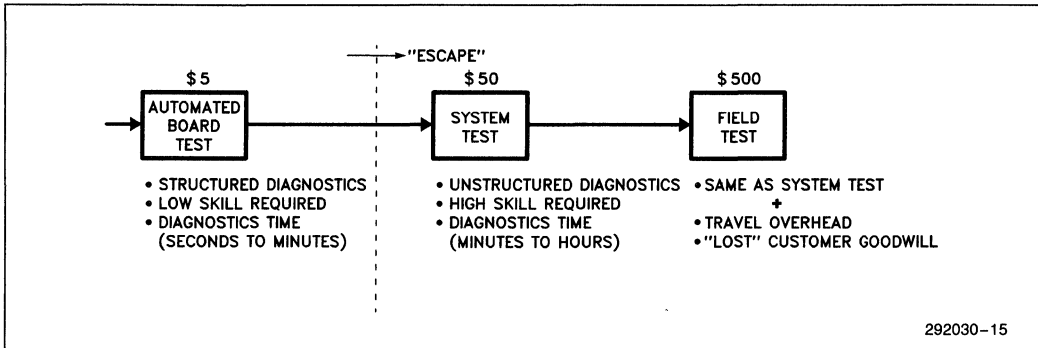 "ESCAPE"
$5
$50
$500
AUTOMATED
BOARD
TEST
SYSTEM
TEST
FIELD
TEST
• STRUCTURED DIAGNOSTICS
• LOW SKILL REQUIRED
• DIAGNOSTICS TIME
(SECONDS TO MINUTES)
• UNSTRUCTURED DIAGNOSTICS
• HIGH SKILL REQUIRED
• DIAGNOSTICS TIME
(MINUTES TO HOURS)
• SAME AS SYSTEM TEST
+
• TRAVEL OVERHEAD
• "LOST" CUSTOMER GOODWILL
292030-15